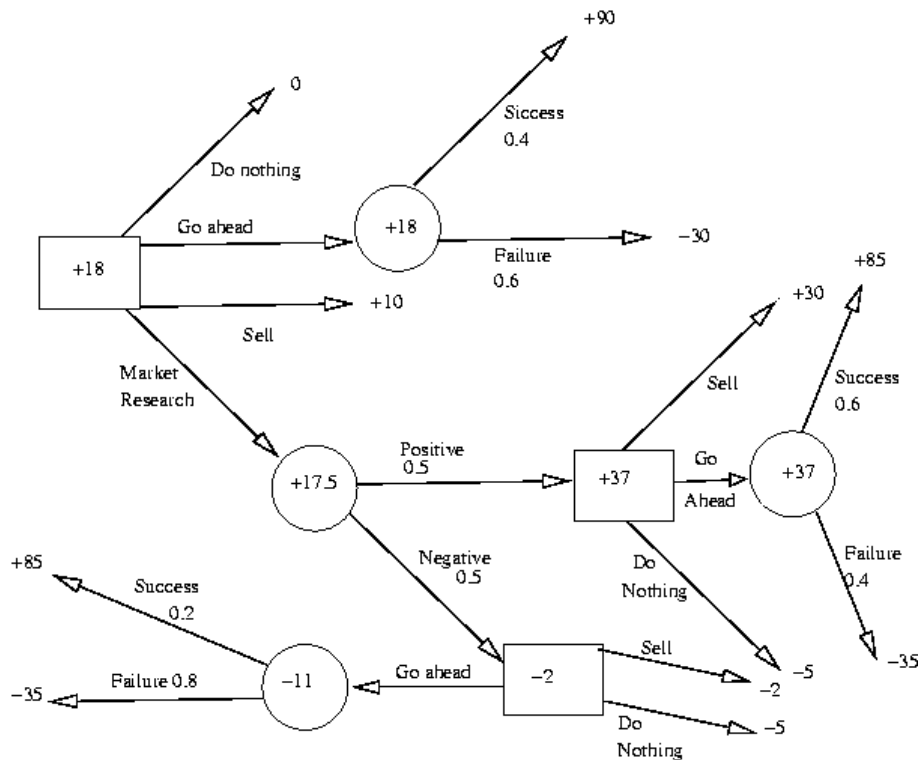 +90
0
Siccess
0.4
Do nothing
Go ahead
+18
−30
+18
Failure
0.6
+85
+10
+30
Sell
Market
Research
Sell
Success
0.6
Positive
0.5
Go
+17.5
+37
+37
Ahead
Negative
0.5
Failure
0.4
+85
Success
0.2
Do
Nothing
Sell
−5
−35
Go ahead
−11
−2
−2
Failure 0.8
−35
−5
Do
Nothing